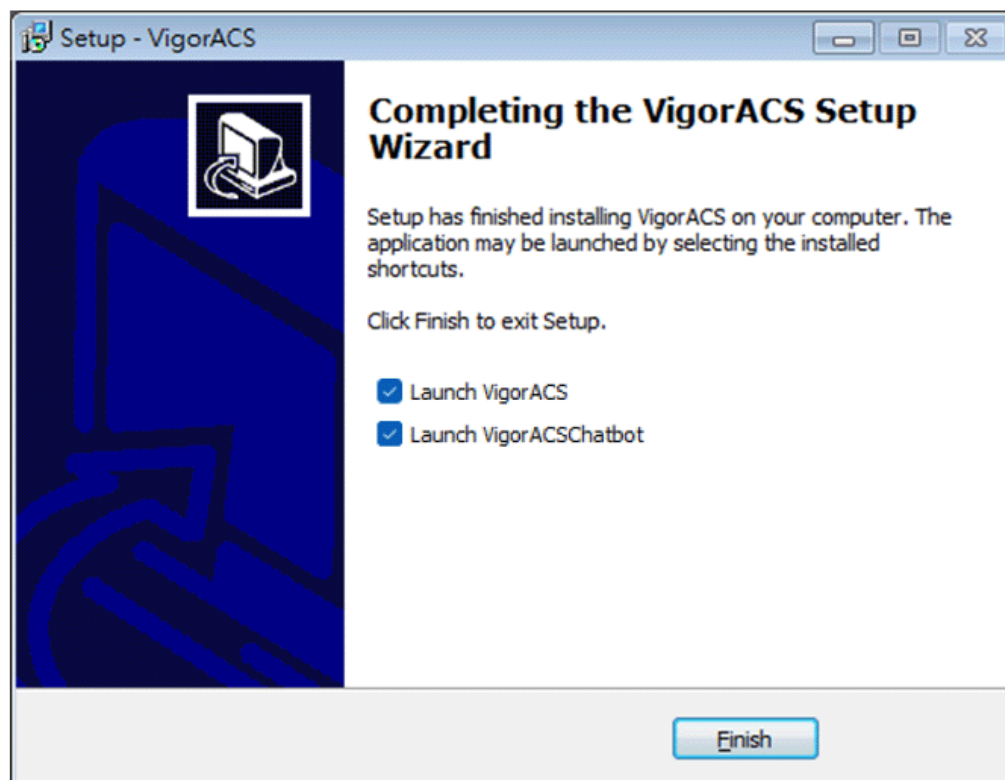 Setup - VigorACS
Completing the VigorACS Setup
Wizard
Setup has finished installing VigorACS on your computer. The
application may be launched by selecting the installed
shortcuts.
Click Finish to exit Setup.
Launch VigorACS
Launch VigorACSChatbot
Finish